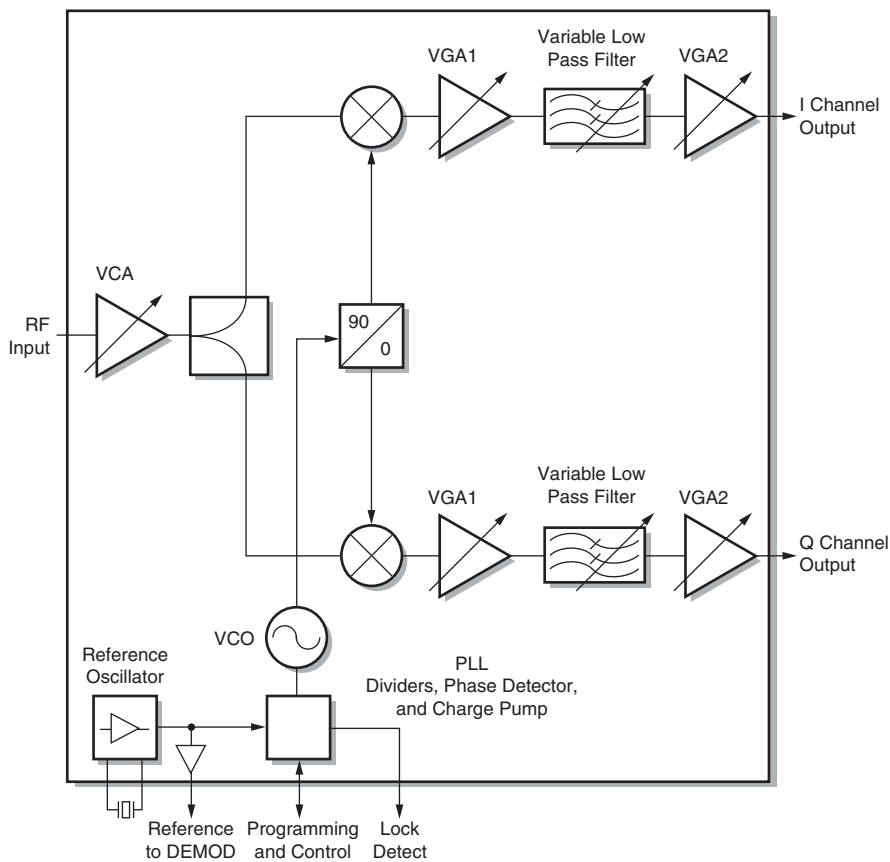 VGA1
Variable Low
Pass Filter
VGA2
I Channel
Output
VCA
RF
Input
90
0
VGA1
Variable Low
Pass Filter
VGA2
Q Channel
Output
VCO
Reference
Oscillator
PLL
Dividers, Phase Detector,
and Charge Pump
Reference
to DEMOD
Programming
and Control
Lock
Detect